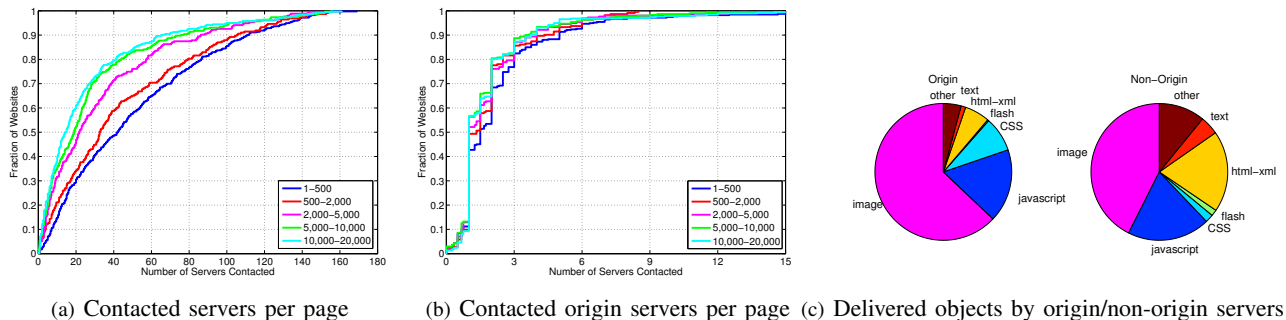 Fraction of Websites
1
0.9
0.8
0.7
0.6
0.5
0.4
0.3
0.2
0.1
0
0 20 40 60 80 100 120 140 160 180
Number of Servers Contacted
1−500
500−2,000
2,000−5,000
5,000−10,000
10,000−20,000
(a) Contacted servers per page
Fraction of Websites
1
0.9
0.8
0.7
0.6
0.5
0.4
0.3
0.2
0.1
0
0 3 6 9 12 15
Number of Servers Contacted
1−500
500−2,000
2,000−5,000
5,000−10,000
10,000−20,000
(b) Contacted origin servers per page
Origin
other
text
html−xml
flash
CSS
javascript
image
Non−Origin
other
text
html−xml
flash
CSS
javascript
image
(c) Delivered objects by origin/non-origin servers